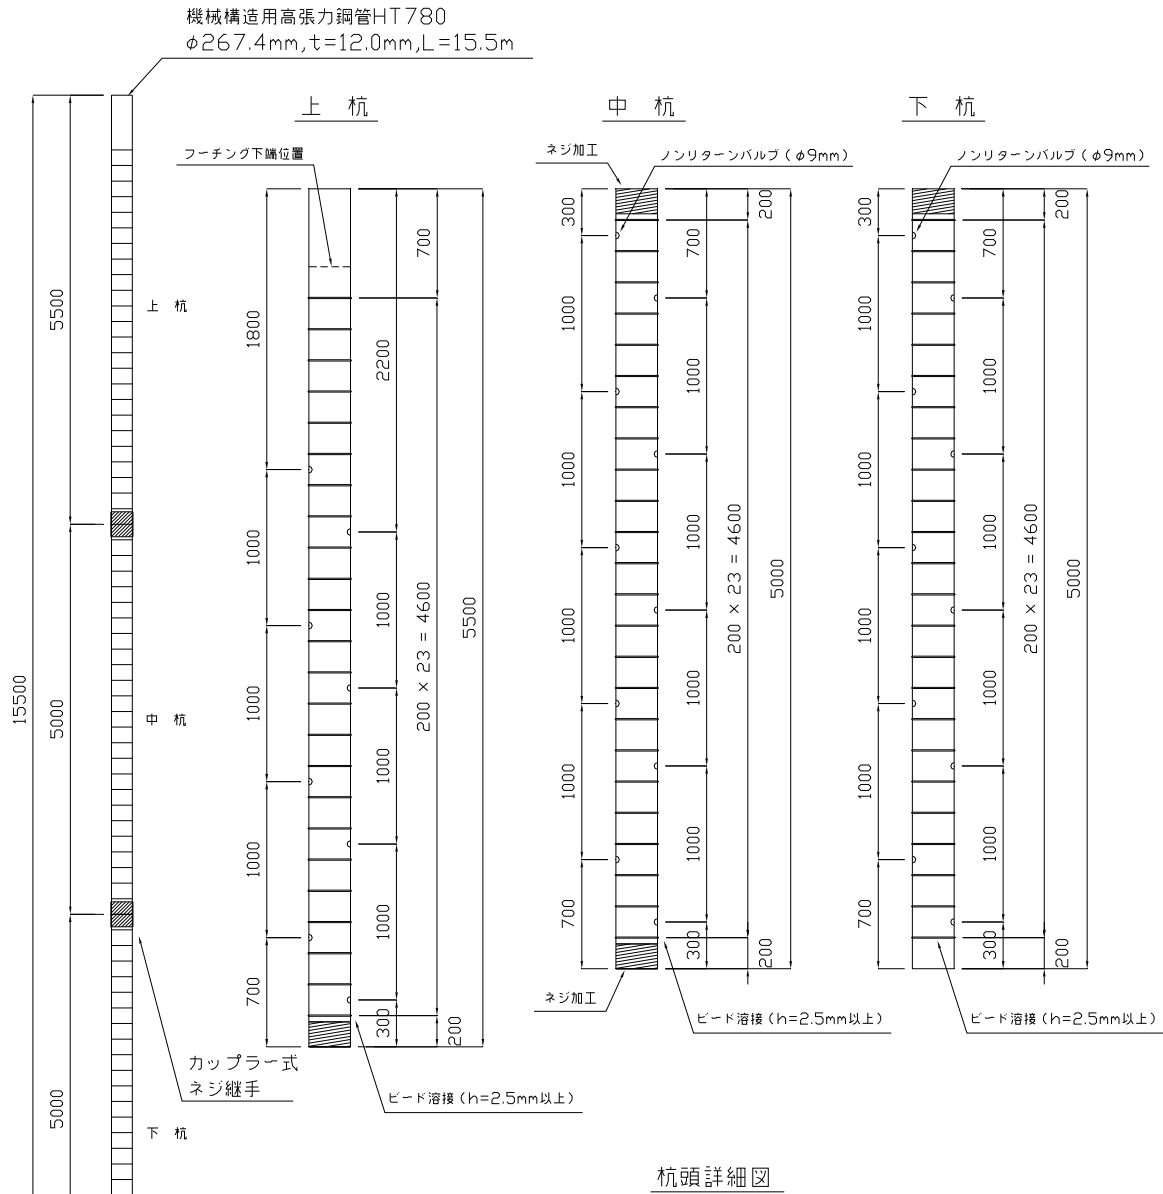 機械構造用高張力鋼管HT780
φ267.4mm,t=12.0mm,L=15.5m
上 杭
中 杭
下 杭
フーチング下端位置
ネジ加工
ノンリターンバルブ(φ9mm)
ノンリターンバルブ(φ9mm)
15500
5500
5000
5000
上 杭
中 杭
下 杭
カップラー式
ネジ継手
1800
1000
1000
1000
700
2200
1000
1000
1000
300
700
200 × 23 = 4600
200
5500
ビード溶接(h=2.5mm以上)
300
1000
1000
1000
1000
700
700
1000
1000
1000
1000
300
200
200 × 23 = 4600
200
5000
ネジ加工
ビード溶接(h=2.5mm以上)
300
1000
1000
1000
1000
700
700
1000
1000
1000
1000
300
200
200 × 23 = 4600
200
5000
ビード溶接(h=2.5mm以上)
杭頭詳細図